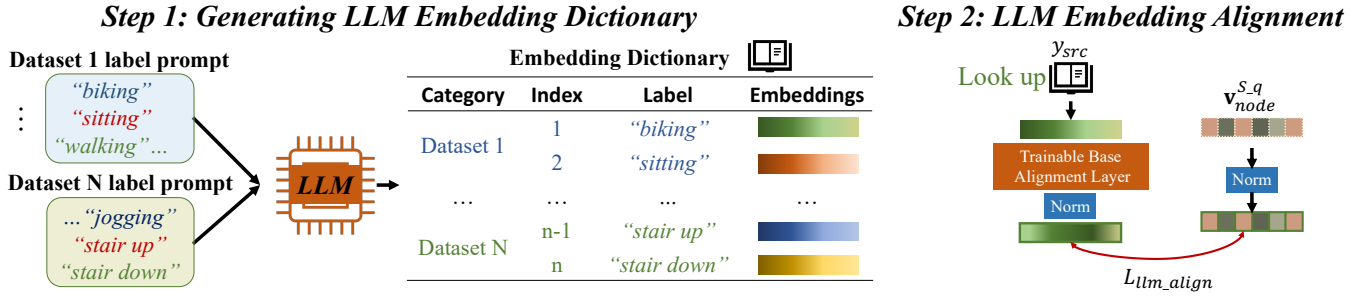 Step 1: Generating LLM Embedding Dictionary
Dataset 1 label prompt
“biking”
“sitting”
“walking”…
⋮
Dataset N label prompt
…“jogging”
“stair up”
“stair down”
LLM
Embedding Dictionary
Category Index Label Embeddings
Dataset 1 1 “biking”
2 “sitting”
… … … …
Dataset N n-1 “stair up”
n “stair down”
Step 2: LLM Embedding Alignment
y_src
Look up
Trainable Base
Alignment Layer
Norm
v_node^S_q
Norm
L_llm_align